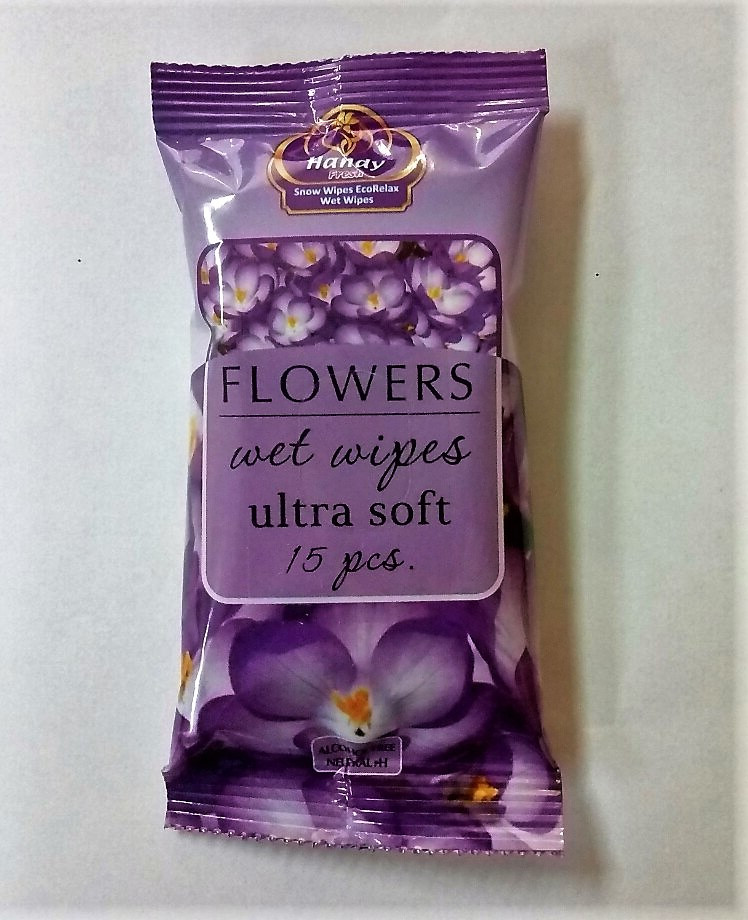 Handy
Fresh
Snow Wipes EcoRelax
Wet Wipes
FLOWERS
wet wipes
ultra soft
15 pcs.
ALCOHOL FREE
NEUTRAL PH